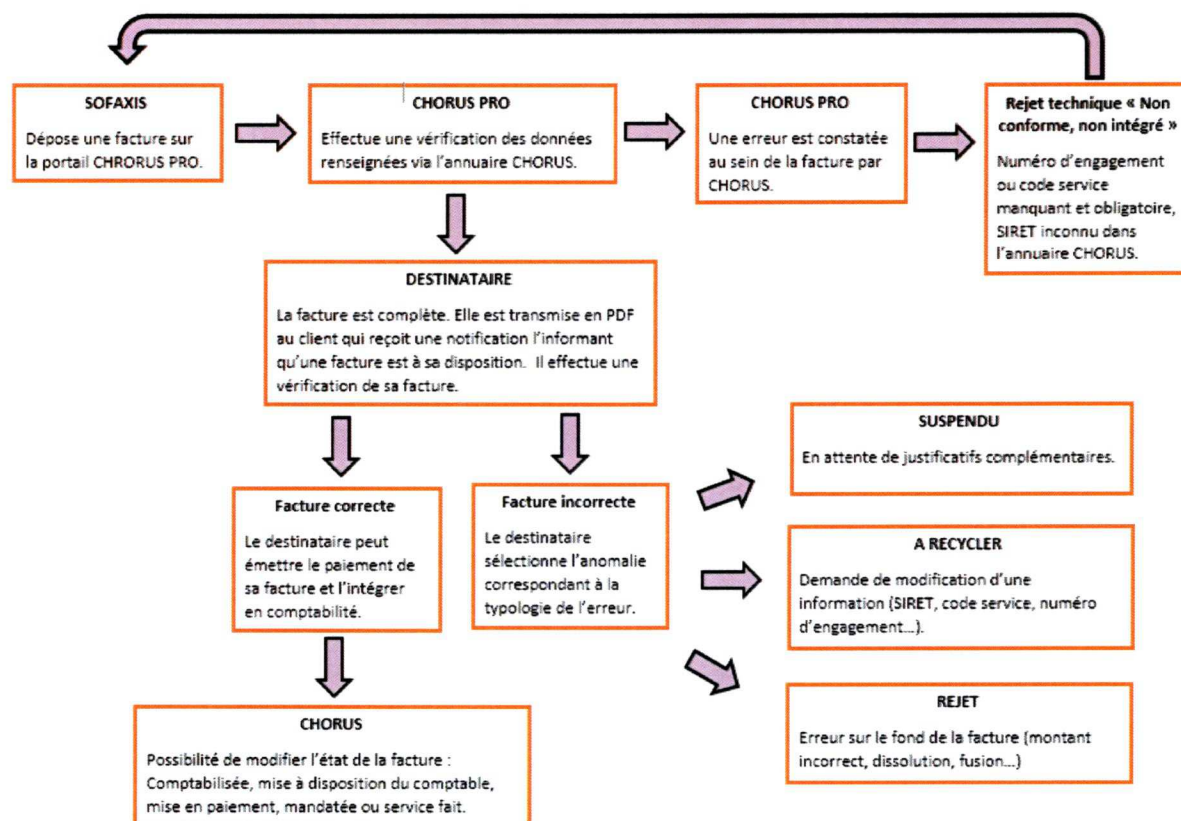 SOFAXIS
Dépose une facture sur
la portail CHRORUS PRO.
CHORUS PRO
Effectue une vérification des données
renseignées via l'annuaire CHORUS.
CHORUS PRO
Une erreur est constatée
au sein de la facture par
CHORUS.
Rejet technique « Non
conforme, non intégré »
Numéro d'engagement
ou code service
manquant et obligatoire,
SIRET inconnu dans
l'annuaire CHORUS.
DESTINATAIRE
La facture est complète. Elle est transmise en PDF
au client qui reçoit une notification l'informant
qu'une facture est à sa disposition. Il effectue une
vérification de sa facture.
Facture correcte
Le destinataire peut
émettre le paiement de
sa facture et l'intégrer
en comptabilité.
Facture incorrecte
Le destinataire
sélectionne l'anomalie
correspondant à la
typologie de l'erreur.
SUSPENDU
En attente de justificatifs complémentaires.
A RECYCLER
Demande de modification d'une
information (SIRET, code service, numéro
d'engagement...).
REJET
Erreur sur le fond de la facture (montant
incorrect, dissolution, fusion...)
CHORUS
Possibilité de modifier l'état de la facture :
Comptabilisée, mise à disposition du comptable,
mise en paiement, mandatée ou service fait.